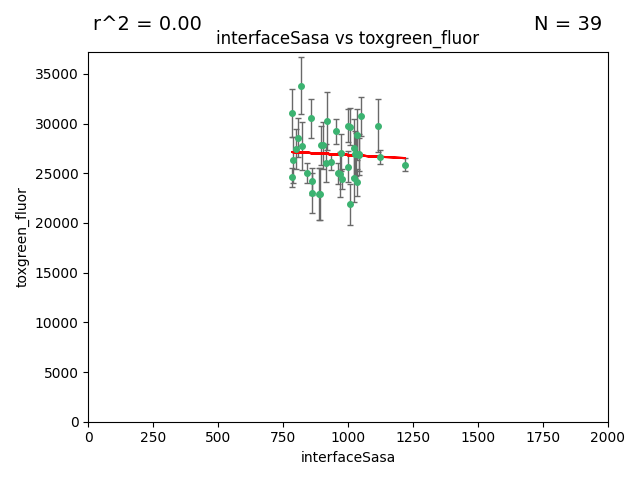 r^2 = 0.00
N = 39
interfaceSasa vs toxgreen_fluor
toxgreen_fluor
35000
30000
25000
20000
15000
10000
5000
0
0 250 500 750 1000 1250 1500 1750 2000
interfaceSasa